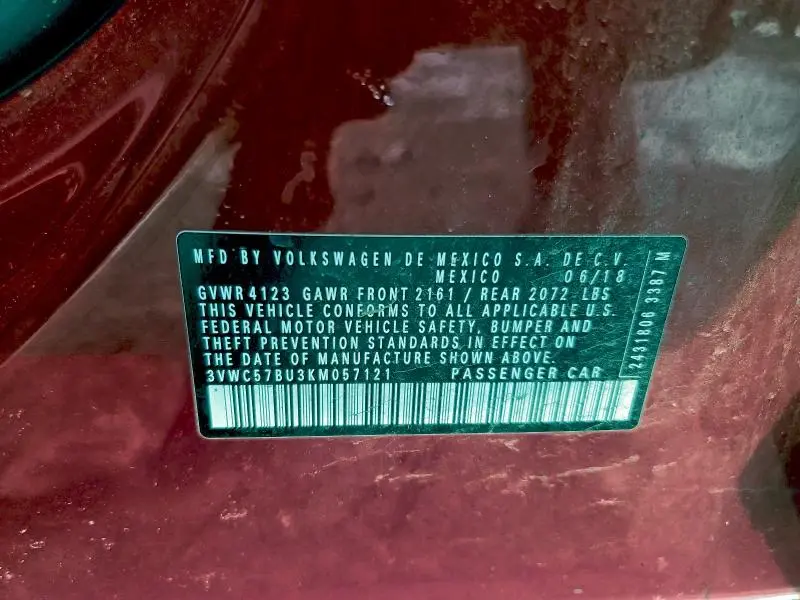 MFD BY VOLKSWAGEN DE MEXICO S.A. DE C.V.
MEXICO 06/18
GVWR 4123 GAWR FRONT 2161 / REAR 2072 LBS
THIS VEHICLE CONFORMS TO ALL APPLICABLE U.S.
FEDERAL MOTOR VEHICLE SAFETY, BUMPER AND
THEFT PREVENTION STANDARDS IN EFFECT ON
THE DATE OF MANUFACTURE SHOWN ABOVE.
3VWC57BU3KM057121 PASSENGER CAR
2431806 3387 M